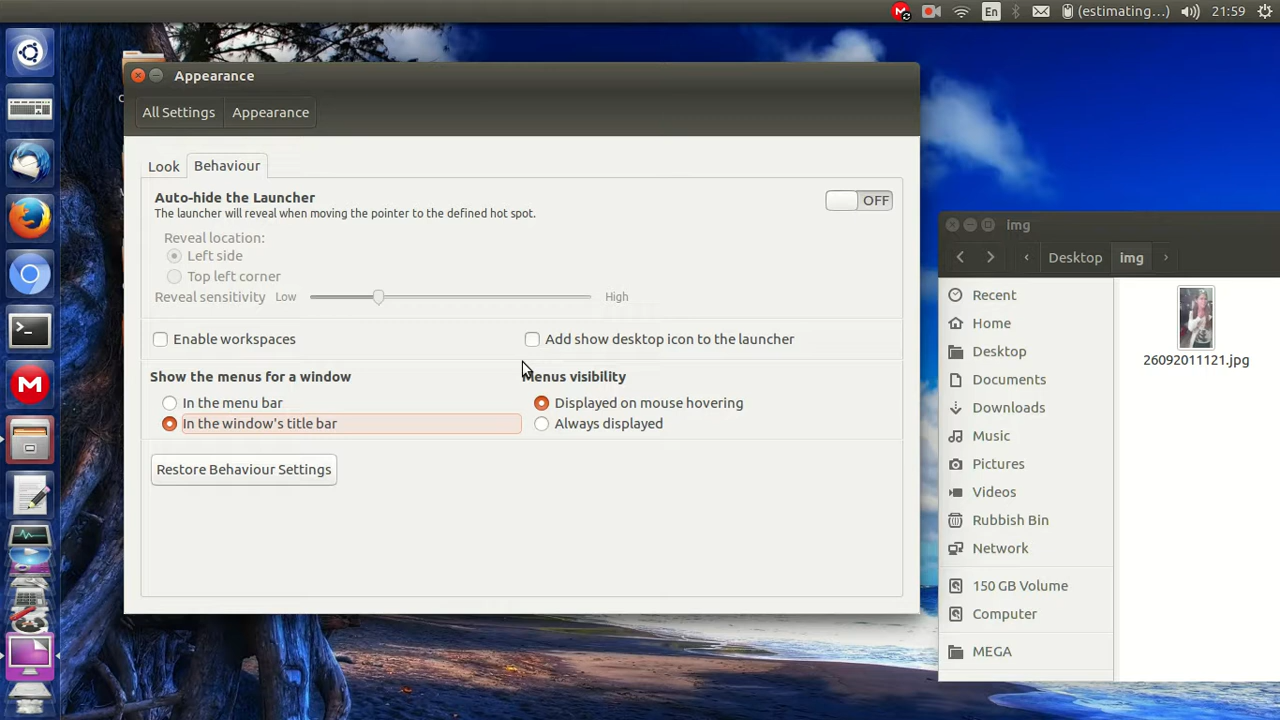 En
(estimating...)
21:59
Appearance
All Settings
Appearance
Look
Behaviour
Auto-hide the Launcher
OFF
The launcher will reveal when moving the pointer to the defined hot spot.
Reveal location:
Left side
Top left corner
Reveal sensitivity
Low
High
Enable workspaces
Add show desktop icon to the launcher
Show the menus for a window
Menus visibility
In the menu bar
Displayed on mouse hovering
In the window's title bar
Always displayed
Restore Behaviour Settings
img
Desktop
img
Recent
Home
Desktop
Documents
Downloads
Music
Pictures
Videos
Rubbish Bin
Network
150 GB Volume
Computer
MEGA
26092011121.jpg